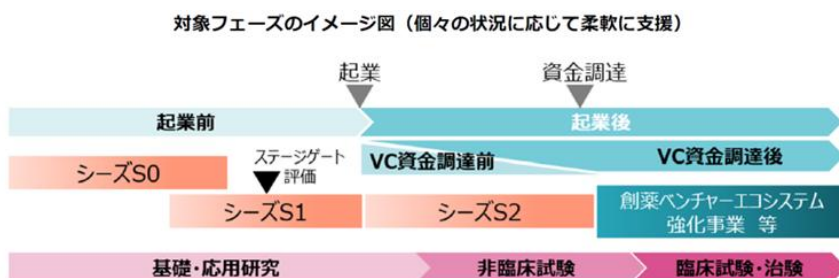 対象フェーズのイメージ図（個々の状況に応じて柔軟に支援）
起業
資金調達
起業前
起業後
ステージゲート
評価
VC資金調達前
VC資金調達後
シーズS0
シーズS1
シーズS2
創薬ベンチャーエコシステム
強化事業 等
基礎・応用研究
非臨床試験
臨床試験・治験